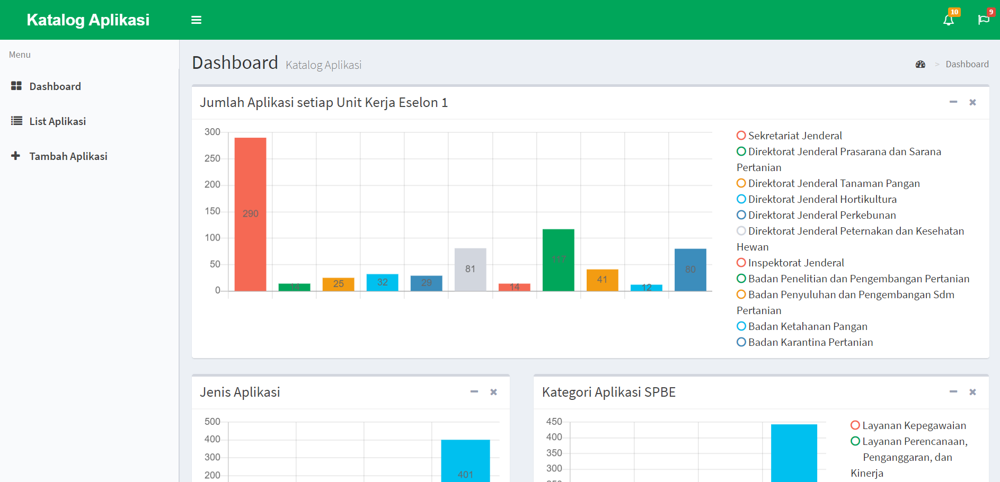 Katalog Aplikasi
10
9
Menu
Dashboard
List Aplikasi
Tambah Aplikasi
Dashboard Katalog Aplikasi
> Dashboard
Jumlah Aplikasi setiap Unit Kerja Eselon 1
300
250
200
150
100
50
0
290
14
25
32
29
81
14
117
41
12
80
Sekretariat Jenderal
Direktorat Jenderal Prasarana dan Sarana
Pertanian
Direktorat Jenderal Tanaman Pangan
Direktorat Jenderal Hortikultura
Direktorat Jenderal Perkebunan
Direktorat Jenderal Peternakan dan Kesehatan
Hewan
Inspektorat Jenderal
Badan Penelitian dan Pengembangan Pertanian
Badan Penyuluhan dan Pengembangan Sdm
Pertanian
Badan Ketahanan Pangan
Badan Karantina Pertanian
Jenis Aplikasi
500
400
300
200
401
Kategori Aplikasi SPBE
450
400
350
300
Layanan Kepegawaian
Layanan Perencanaan,
Penganggaran, dan
Kinerja